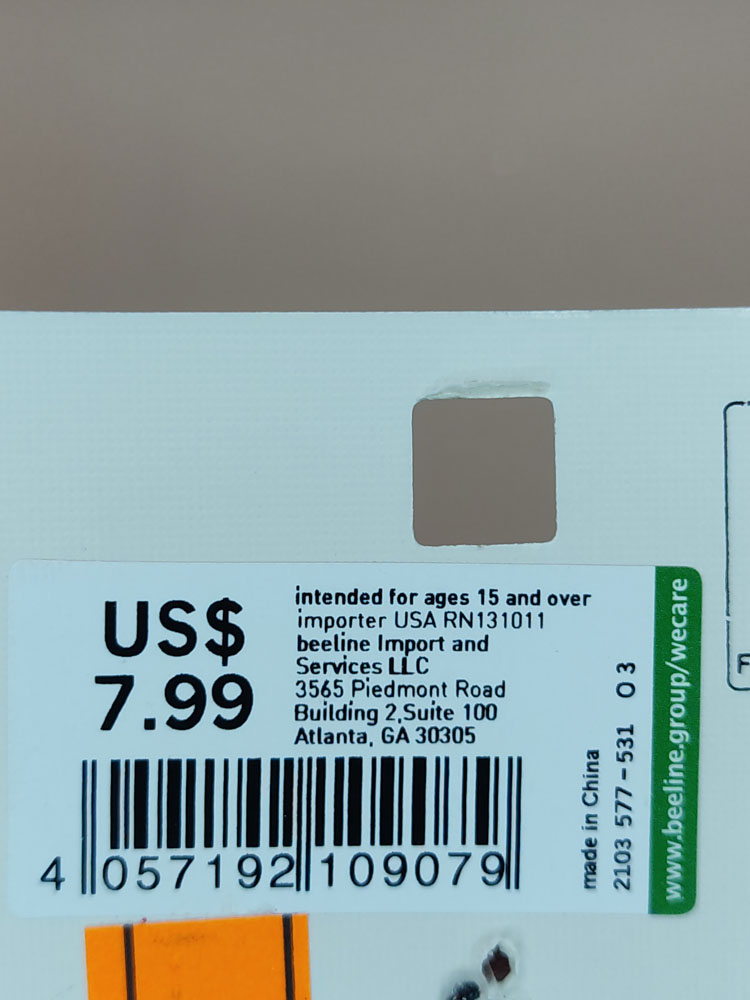 US$
7.99
intended for ages 15 and over
importer USA RN131011
beeline Import and
Services LLC
3565 Piedmont Road
Building 2,Suite 100
Atlanta, GA 30305
4 057192 109079
made in China
2103 577-531 03
www.beeline.group/wecare